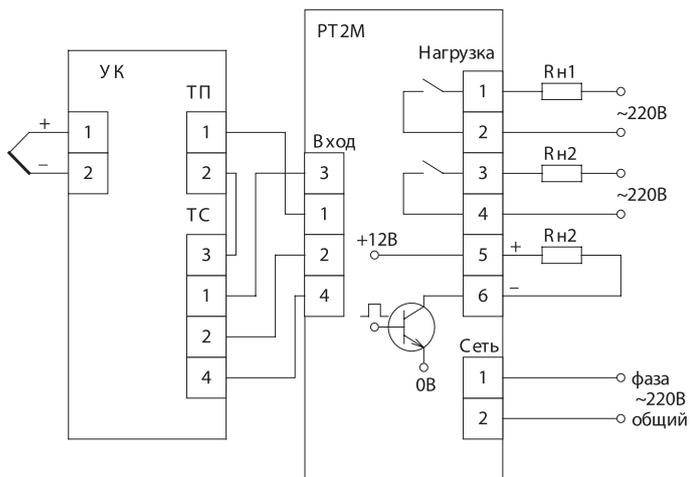 РТ2М
УК
Нагрузка
ТП
+
1
–
2
1
2
ТС
3
1
2
4
Вход
3
1
2
4
+12В
0В
1
Rн1
2
~220В
3
Rн2
4
~220В
5
+
Rн2
6
–
Сеть
1
фаза
~220В
2
общий